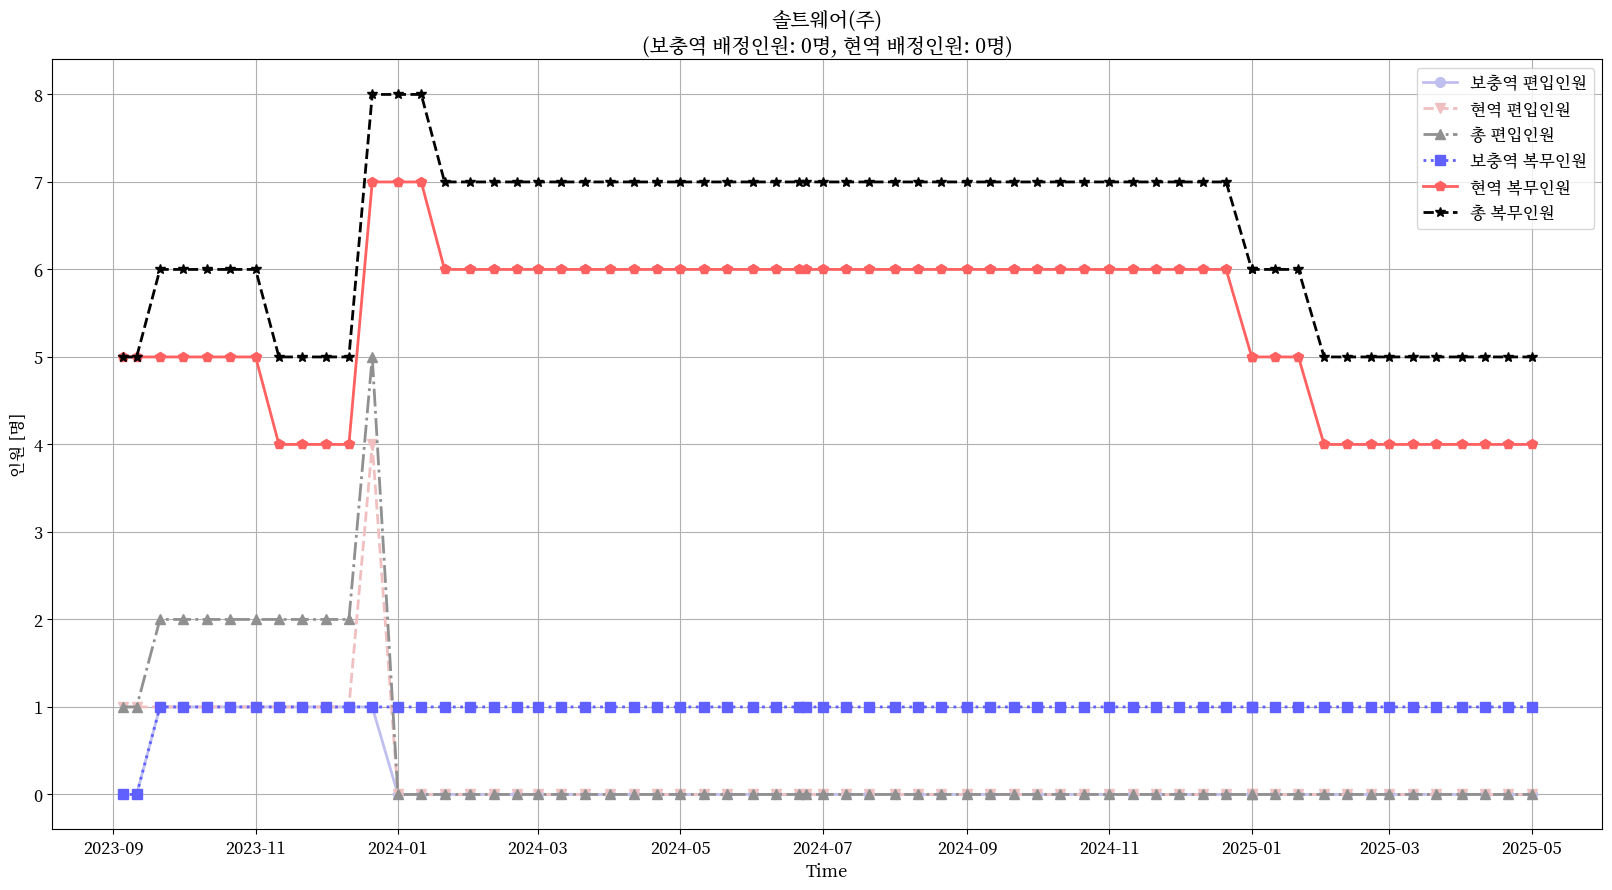 솔트웨어(주)
(보충역 배정인원: 0명, 현역 배정인원: 0명)
보충역 편입인원
현역 편입인원
총 편입인원
보충역 복무인원
현역 복무인원
총 복무인원
인원 [명]
8
7
6
5
4
3
2
1
0
2023-09 2023-11 2024-01 2024-03 2024-05 2024-07 2024-09 2024-11 2025-01 2025-03 2025-05
Time